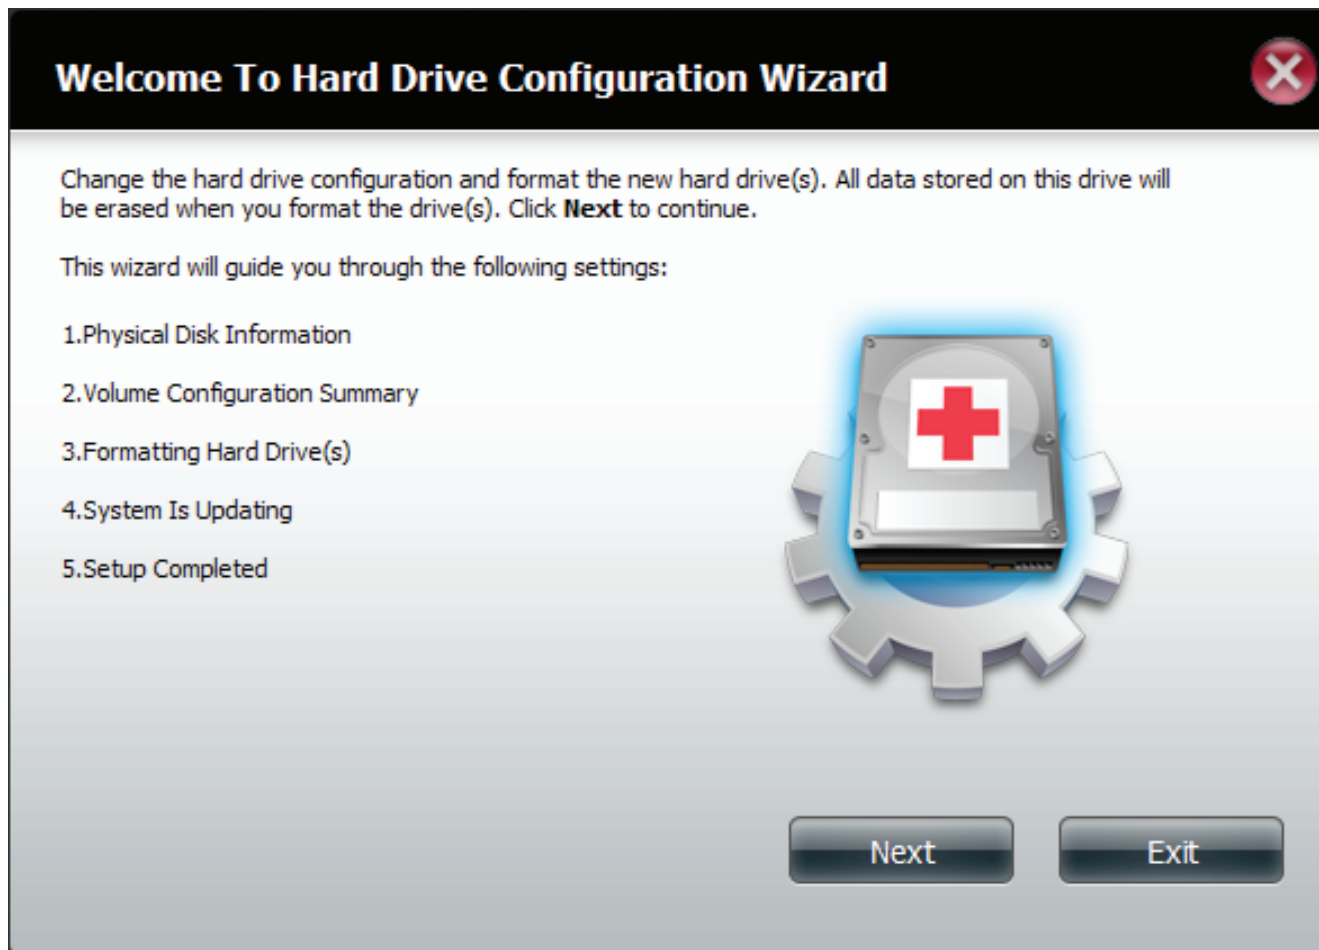 Welcome To Hard Drive Configuration Wizard
Change the hard drive configuration and format the new hard drive(s). All data stored on this drive will
be erased when you format the drive(s). Click Next to continue.
This wizard will guide you through the following settings:
1.Physical Disk Information
2.Volume Configuration Summary
3.Formatting Hard Drive(s)
4.System Is Updating
5.Setup Completed
Next
Exit